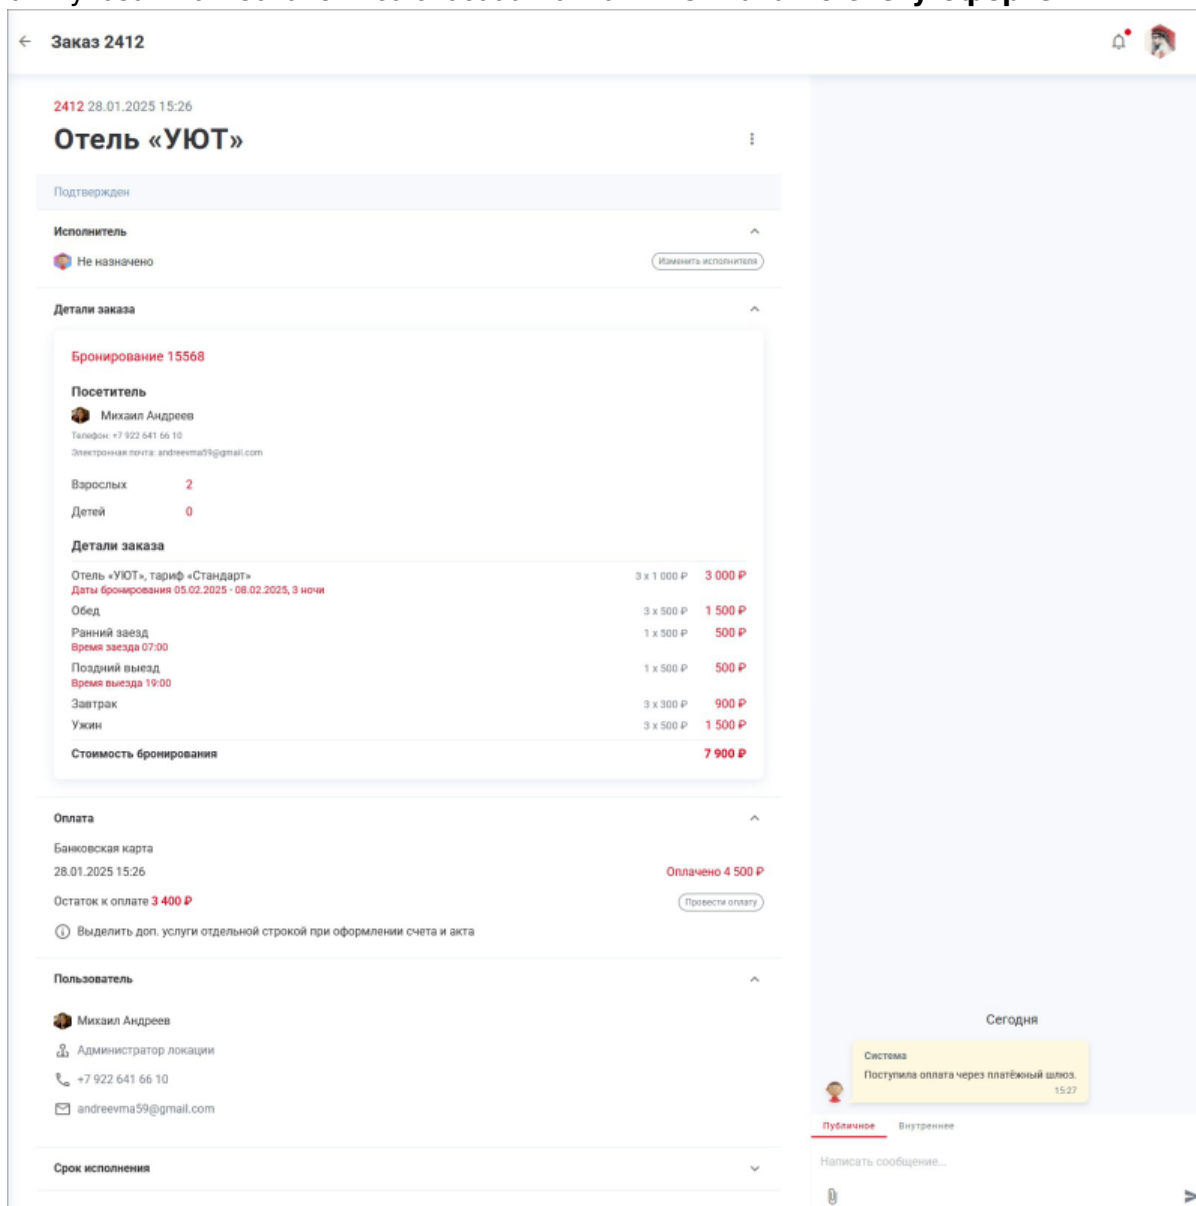 Заказ 2412
2412 28.01.2025 15:26
Отель «УЮТ»
Подтвержден
Исполнитель
Не назначено
Изменить исполнителя
Детали заказа
Бронирование 15568
Посетитель
Михаил Андреев
Телефон: +7 922 641 66 10
Электронная почта: andreevma59@gmail.com
Взрослых 2
Детей 0
Детали заказа
Отель «УЮТ», тариф «Стандарт» 3 x 1 000 ₽ 3 000 ₽
Даты бронирования 05.02.2025 - 08.02.2025, 3 ночи
Обед 3 x 500 ₽ 1 500 ₽
Ранний заезд 1 x 500 ₽ 500 ₽
Время заезда 07:00
Поздний выезд 1 x 500 ₽ 500 ₽
Время выезда 19:00
Завтрак 3 x 300 ₽ 900 ₽
Ужин 3 x 500 ₽ 1 500 ₽
Стоимость бронирования 7 900 ₽
Оплата
Банковская карта
28.01.2025 15:26 Оплачено 4 500 ₽
Остаток к оплате 3 400 ₽ Провести оплату
Выделить доп. услуги отдельной строкой при оформлении счета и акта
Пользователь
Михаил Андреев
Администратор локации
+7 922 641 66 10
andreevma59@gmail.com
Срок исполнения
Сегодня
Система
Поступила оплата через платёжный шлюз.
15:27
Публичное Внутреннее
Написать сообщение...